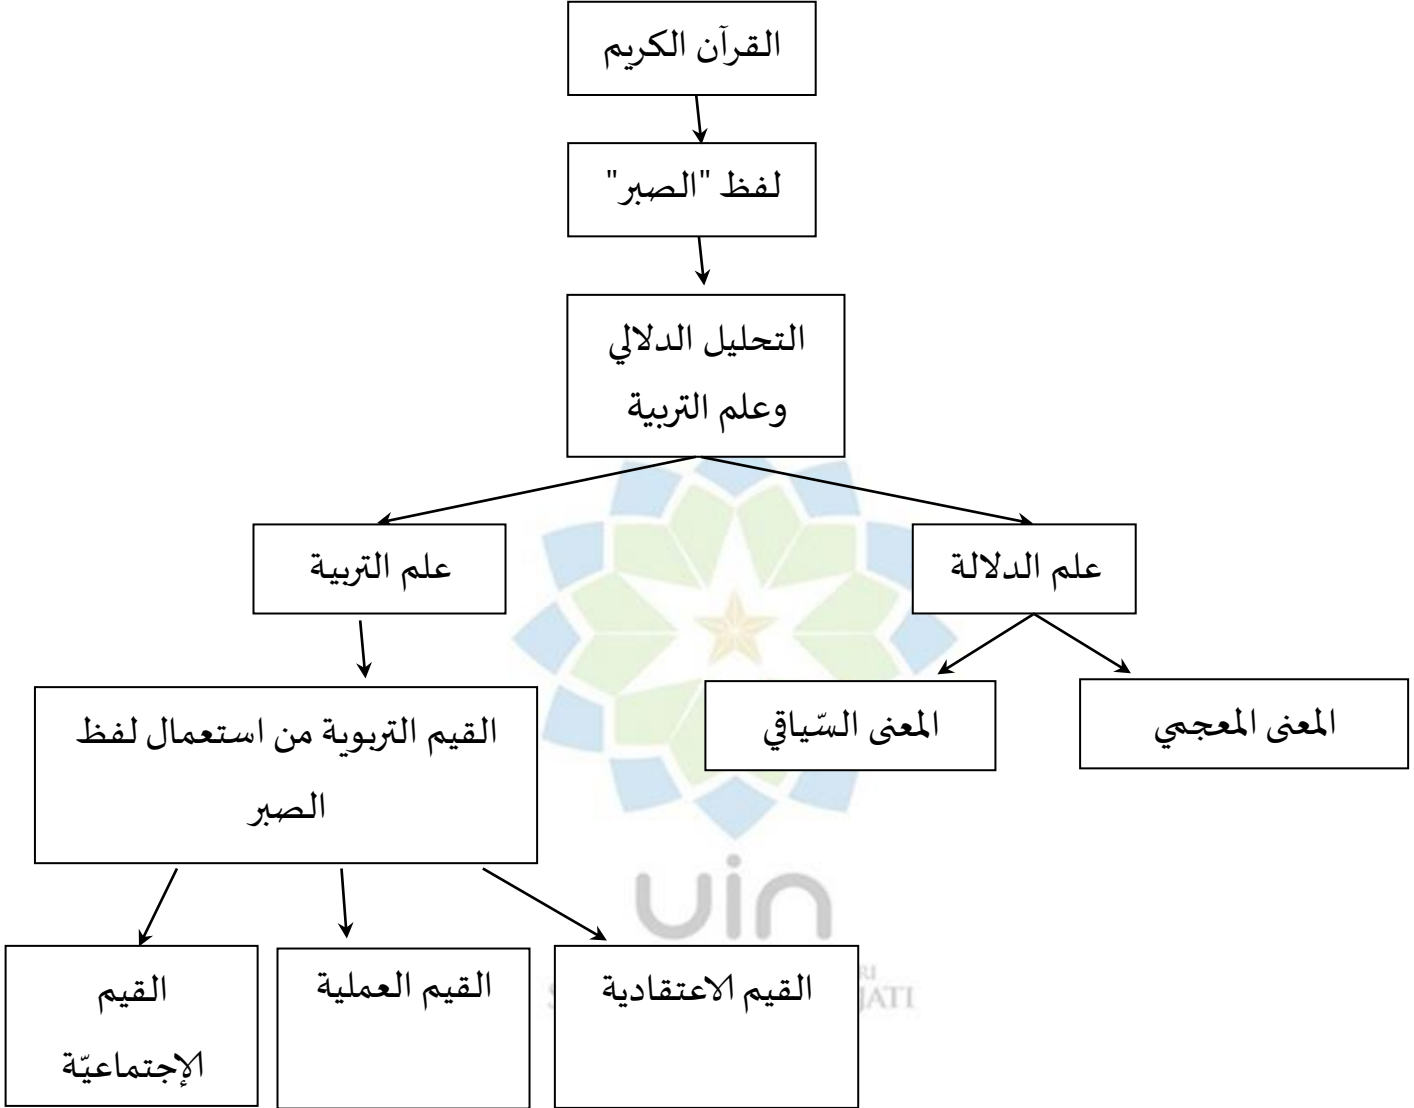 القرآن الكريم
لفظ "الصبر"
التحليل الدلالي
وعلم التربية
علم الدلالة
علم التربية
المعنى المعجمي
المعنى السّياقي
القيم التربوية من استعمال لفظ
الصبر
uin
القيم الاعتقادية
القيم العملية
القيم
الإجتماعيّة